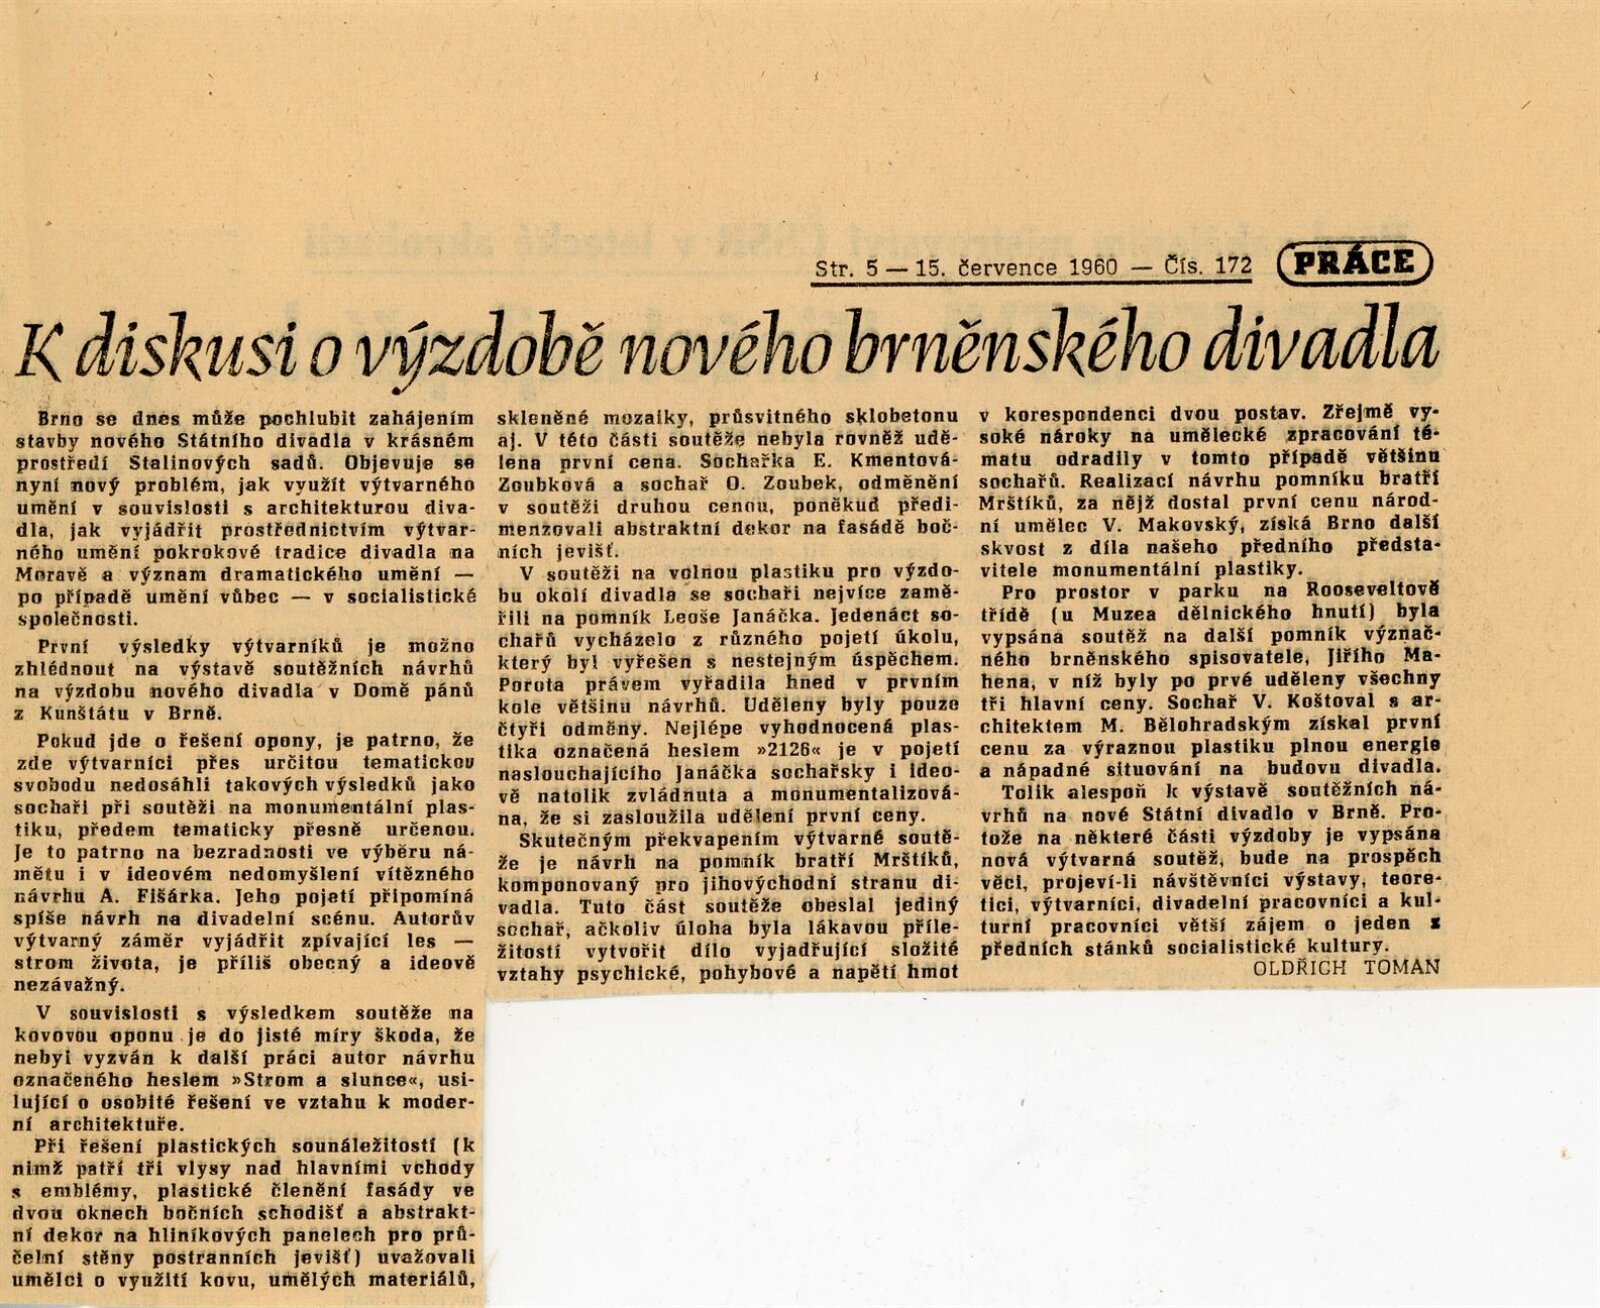 Str. 5 — 15. července 1960 — Čís. 172 PRÁCE
K diskusi o výzdobě nového brněnského divadla
Brno se dnes může pochlubit zahájením
stavby nového Státního divadla v krásném
prostředí Stalinových sadů. Objevuje se
nyní nový problém, jak využít výtvarného
umění v souvislosti s architekturou diva-
dla, jak vyjádřit prostřednictvím výtvar-
ného umění pokrokové tradice divadla na
Moravě a význam dramatického umění —
po případě umění vůbec — v socialistické
společnosti.
První výsledky výtvarníků je možno
zhlédnout na výstavě soutěžních návrhů
na výzdobu nového divadla v Domě pánů
z Kunštátu v Brně.
Pokud jde o řešení opony, je patrno, že
zde výtvarníci přes určitou tematickou
svobodu nedosáhli takových výsledků jako
sochaři při soutěži na monumentální plas-
tiku, předem tematicky přesně určenou.
Je to patrno na bezradnosti ve výběru ná-
mětu i v ideovém nedomyšlení vítězného
návrhu A. Fišárka. Jeho pojetí připomíná
spíše návrh na divadelní scénu. Autorův
výtvarný záměr vyjádřit zpívající les —
strom života, je příliš obecný a ideově
nezávažný.
V souvislosti s výsledkem soutěže na
kovovou oponu je do jisté míry škoda, že
nebyl vyzván k další práci autor návrhu
označeného heslem »Strom a slunce«, usi-
lující o osobité řešení ve vztahu k moder-
ní architektuře.
Při řešení plastických sounáležitostí (k
nimž patří tři vlysy nad hlavními vchody
s emblémy, plastické členění fasády ve
dvou oknech bočních schodišť a abstrakt-
ní dekor na hliníkových panelech pro prů-
čelní stěny postranních jevišť) uvažovali
umělci o využití kovu, umělých materiálů,
skleněné mozaiky, průsvitného sklobetonu
aj. V této části soutěže nebyla rovněž udě-
lena první cena. Sochařka E. Kmentová-
Zoubková a sochař O. Zoubek, odměnění
v soutěži druhou cenou, poněkud předi-
menzovali abstraktní dekor na fasádě boč-
ních jevišť.
V soutěži na volnou plastiku pro výzdo-
bu okolí divadla se sochaři nejvíce zamě-
řili na pomník Leoše Janáčka. Jedenáct so-
chařů vycházelo z různého pojetí úkolu,
který byl vyřešen s nestejným úspěchem.
Porota právem vyřadila hned v prvním
kole většinu návrhů. Uděleny byly pouze
čtyři odměny. Nejlépe vyhodnocená plas-
tika označená heslem »2126« je v pojetí
naslouchajícího Janáčka sochařsky i ideo-
vě natolik zvládnuta a monumentalizová-
na, že si zasloužila udělení první ceny.
Skutečným překvapením výtvarné soutě-
že je návrh na pomník bratří Mrštíků,
komponovaný pro jihovýchodní stranu di-
vadla. Tuto část soutěže obeslal jediný
sochař, ačkoliv úloha byla lákavou příle-
žitostí vytvořit dílo vyjadřující složité
vztahy psychické, pohybové a napětí hmot
v korespondenci dvou postav. Zřejmě vy-
soké nároky na umělecké zpracování té-
matu odradily v tomto případě většinu
sochařů. Realizací návrhu pomníku bratří
Mrštíků, za nějž dostal první cenu národ-
ní umělec V. Makovský, získá Brno další
skvost z díla našeho předního předsta-
vitele monumentální plastiky.
Pro prostor v parku na Rooseveltově
třídě (u Muzea dělnického hnutí) byla
vypsána soutěž na další pomník význač-
ného brněnského spisovatele, Jiřího Ma-
hena, v níž byly po prvé uděleny všechny
tři hlavní ceny. Sochař V. Koštoval s ar-
chitektem M. Bělohradským získal první
cenu za výraznou plastiku plnou energie
a nápadné situování na budovu divadla.
Tolik alespoň k výstavě soutěžních ná-
vrhů na nové Státní divadlo v Brně. Pro-
tože na některé části výzdoby je vypsána
nová výtvarná soutěž, bude na prospěch
věci, projeví-li návštěvníci výstavy, teore-
tici, výtvarníci, divadelní pracovníci a kul-
turní pracovníci větší zájem o jeden z
předních stánků socialistické kultury.
OLDŘICH TOMAN